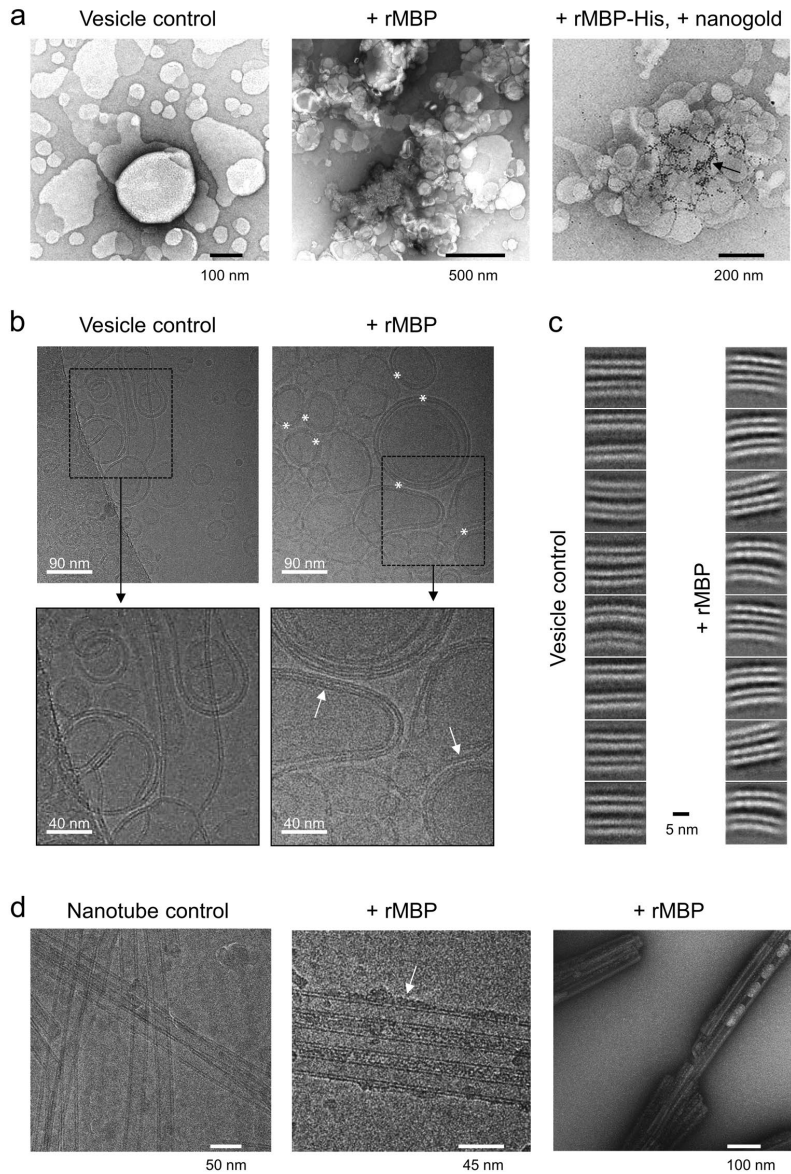 a
Vesicle control
+ rMBP
+ rMBP-His, + nanogold
100 nm
500 nm
200 nm
b
Vesicle control
+ rMBP
c
*
*
*
*
*
*
*
90 nm
90 nm
40 nm
40 nm
Vesicle control
+ rMBP
5 nm
d
Nanotube control
+ rMBP
+ rMBP
50 nm
45 nm
100 nm